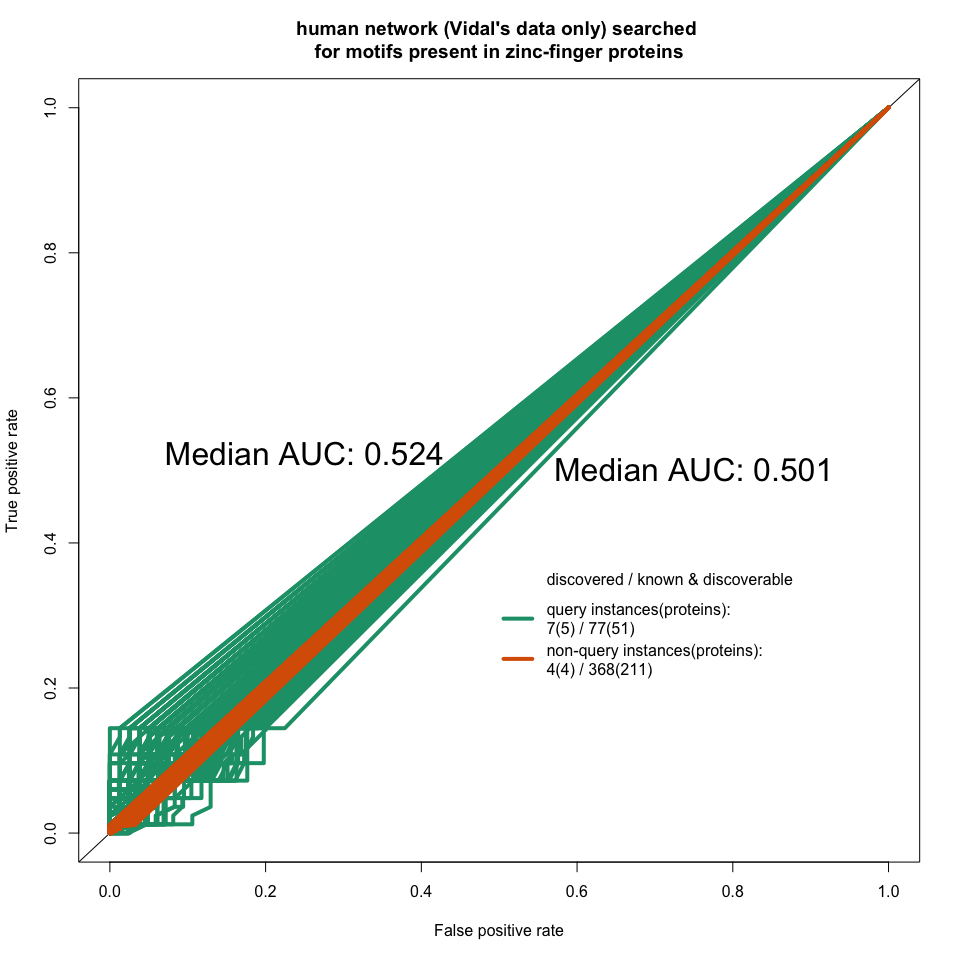 human network (Vidal's data only) searched
for motifs present in zinc-finger proteins
1.0
0.8
0.6
0.4
0.2
0.0
True positive rate
Median AUC: 0.524
Median AUC: 0.501
discovered / known & discoverable
query instances(proteins):
7(5) / 77(51)
non-query instances(proteins):
4(4) / 368(211)
0.0 0.2 0.4 0.6 0.8 1.0
False positive rate